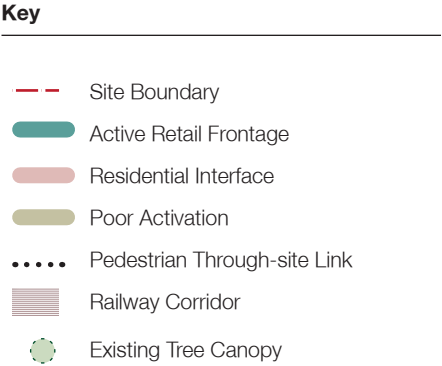 Key
Site Boundary
Active Retail Frontage
Residential Interface
Poor Activation
Pedestrian Through-site Link
Railway Corridor
Existing Tree Canopy